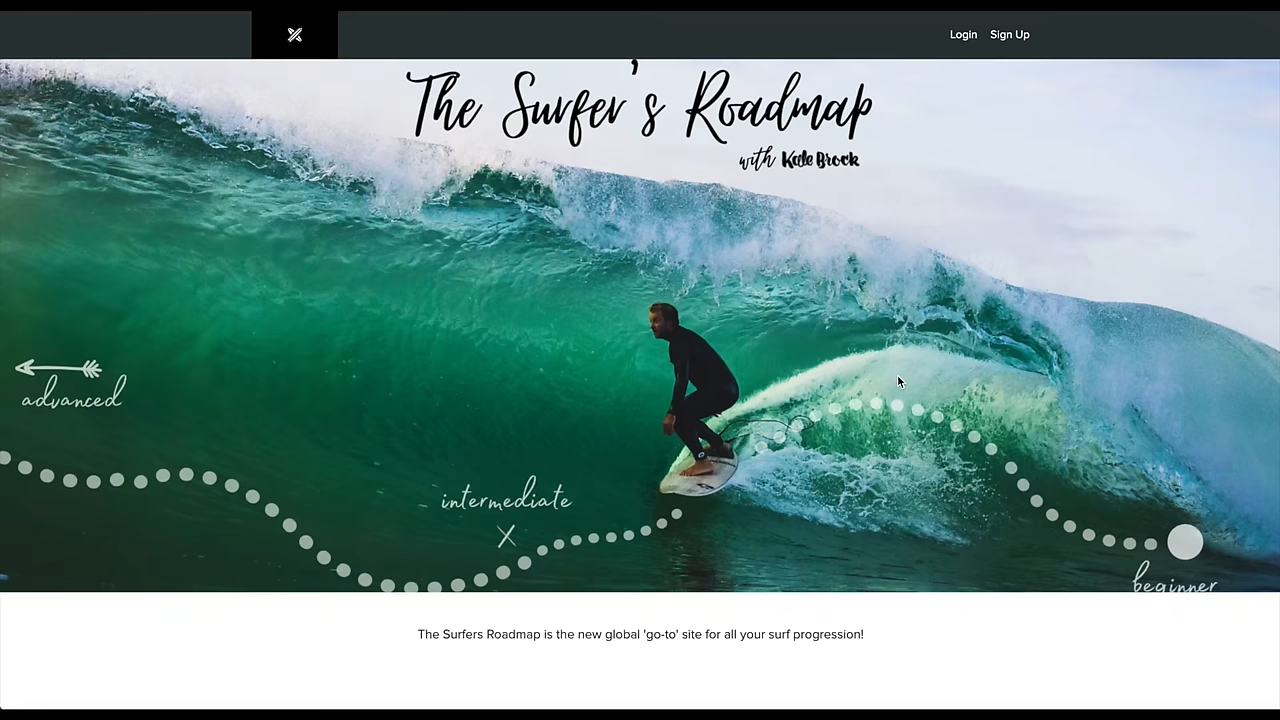 Login Sign Up
The Surfer's Roadmap
with Kale Brock
advanced
intermediate
beginner
The Surfers Roadmap is the new global 'go-to' site for all your surf progression!